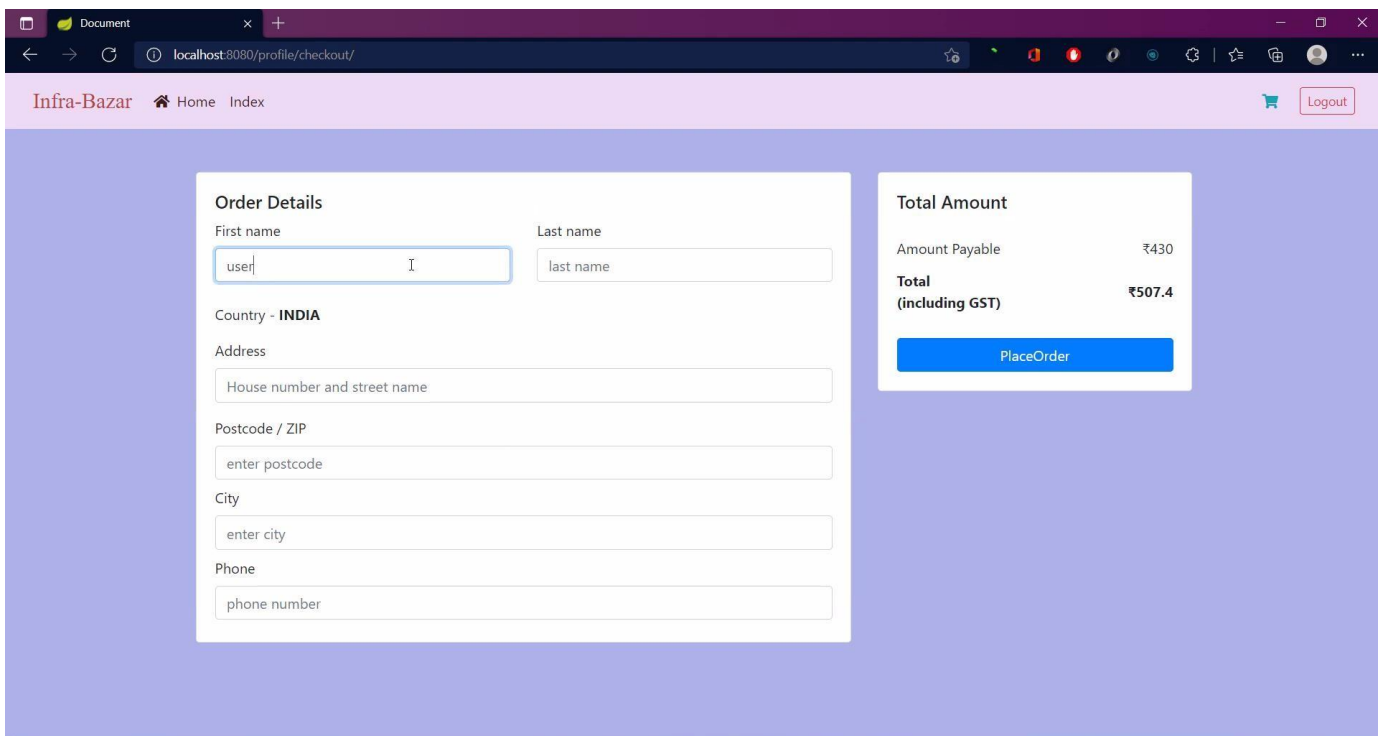 Document
localhost:8080/profile/checkout/
Infra-Bazar Home Index Logout
Order Details
First name Last name
user last name
Country - INDIA
Address
House number and street name
Postcode / ZIP
enter postcode
City
enter city
Phone
phone number
Total Amount
Amount Payable ₹430
Total
(including GST) ₹507.4
PlaceOrder